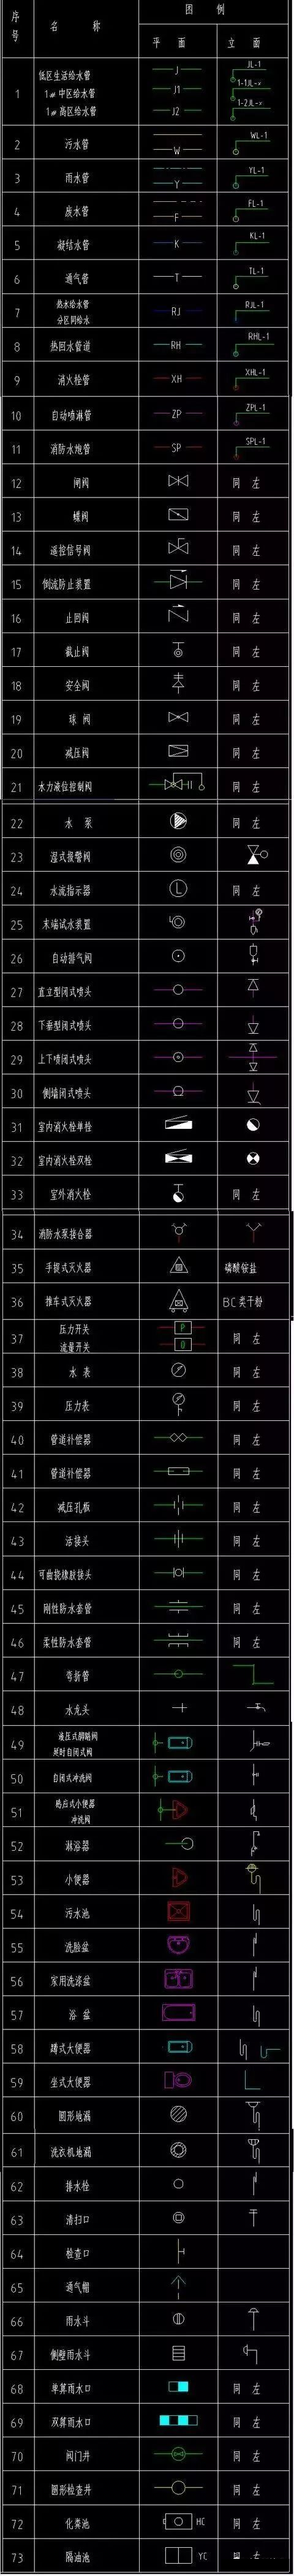 序号 名 称 图 例
平 面 立 面
1 低区生活给水管 J JL-1
1#中区给水管 J1 1-1JL-x
1#高区给水管 J2 1-2JL-x
2 污水管 W WL-1
3 雨水管 Y YL-1
4 废水管 F FL-1
5 凝结水管 K KL-1
6 通气管 T TL-1
7 热水给水管 RJ RJL-1
分区同给水
8 热回水管道 RH RHL-1
9 消火栓管 XH XHL-1
10 自动喷淋管 ZP ZPL-1
11 消防水炮管 SP SPL-1
12 闸阀 同 左
13 蝶阀 同 左
14 遥控信号阀 同 左
15 倒流防止装置 同 左
16 止回阀 同 左
17 截止阀 同 左
18 安全阀 同 左
19 球 阀 同 左
20 减压阀 同 左
21 水力液位控制阀 同 左
22 水 泵 同 左
23 湿式报警阀
24 水流指示器 L 同 左
25 末端试水装置
26 自动排气阀
27 直立型闭式喷头
28 下垂型闭式喷头
29 上下喷闭式喷头
30 侧墙闭式喷头
31 室内消火栓单栓
32 室内消火栓双栓
33 室外消火栓 同 左
34 消防水泵接合器
35 手提式灭火器 磷酸铵盐
36 推车式灭火器 BC类干粉
37 压力开关 P 同 左
流量开关 Q
38 水 表 同 左
39 压力表 同 左
40 管道补偿器 同 左
41 管道补偿器 同 左
42 减压孔板 同 左
43 活接头 同 左
44 可曲挠橡胶接头 同 左
45 刚性防水套管 同 左
46 柔性防水套管 同 左
47 弯折管
48 水龙头
49 液压式脚踏阀
延时自闭式阀
50 自闭式冲洗阀
51 感应式小便器
冲洗阀
52 淋浴器
53 小便器
54 污水池
55 洗脸盆
56 家用洗涤盆
57 浴 盆
58 蹲式大便器
59 坐式大便器
60 圆形地漏
61 洗衣机地漏
62 排水栓
63 清扫口
64 检查口
65 通气帽
66 雨水斗
67 侧壁雨水斗
68 单箅雨水口 同 左
69 双箅雨水口 同 左
70 阀门井 同 左
71 圆形检查井 同 左
72 化粪池 HC 同 左
73 隔油池 YC 同 左